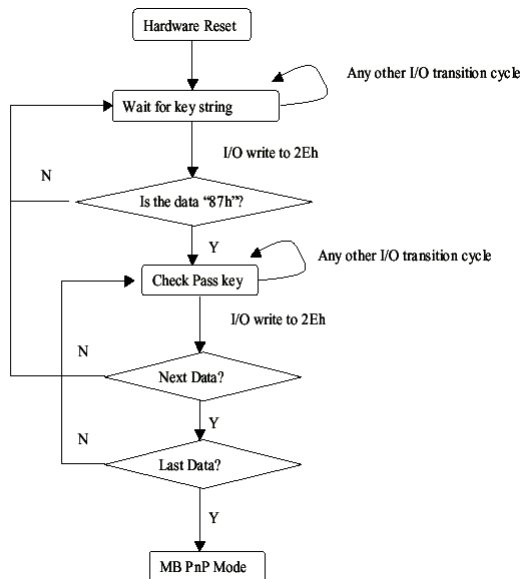 Hardware Reset
Any other I/O transition cycle
Wait for key string
I/O write to 2Eh
N
Is the data “87h”?
Y
Any other I/O transition cycle
Check Pass key
I/O write to 2Eh
N
Next Data?
Y
N
Last Data?
Y
MB PnP Mode